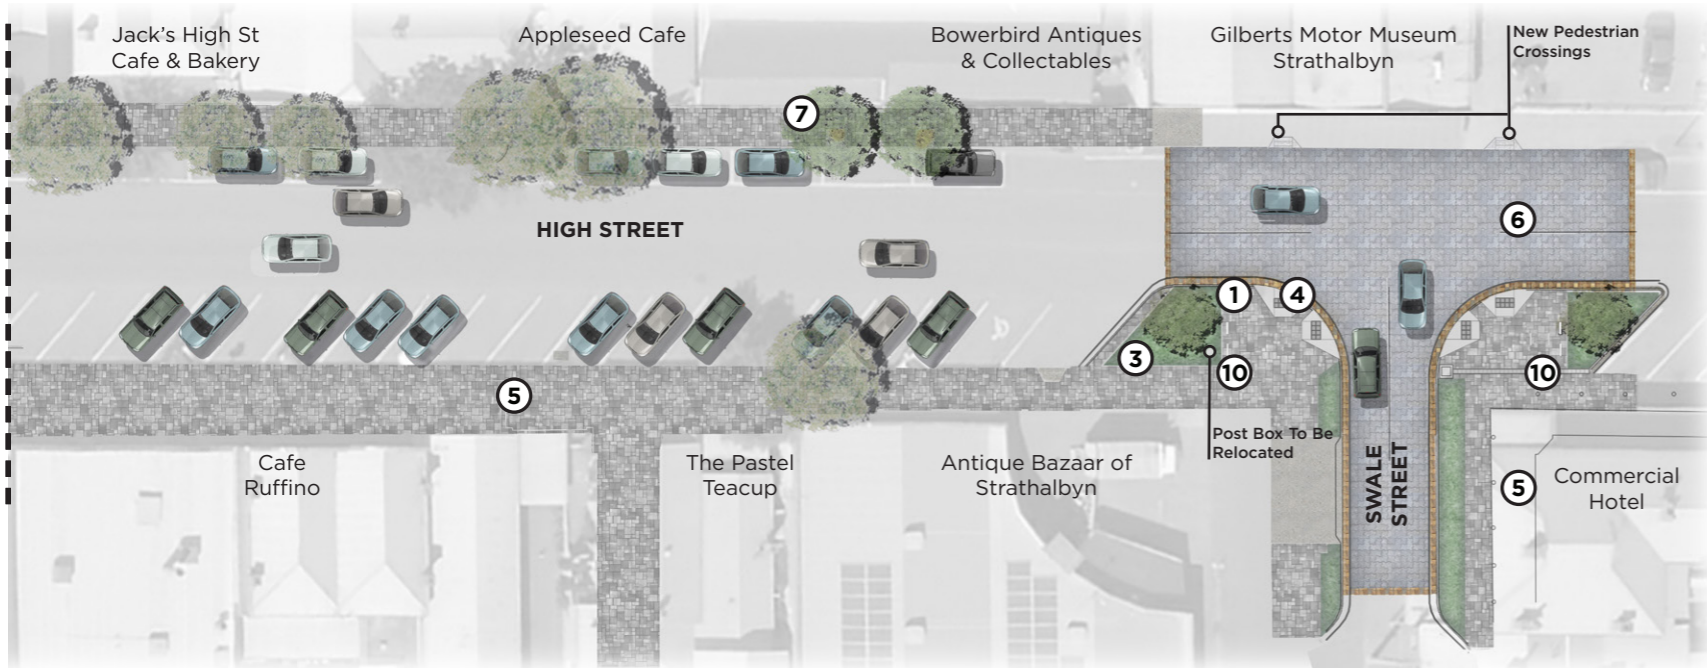 Jack's High St
Cafe & Bakery
Appleseed Cafe
Bowerbird Antiques
& Collectables
Gilberts Motor Museum
Strathalbyn
New Pedestrian
Crossings
7
HIGH STREET
6
1
4
3
10
10
5
Post Box To Be
Relocated
Cafe
Ruffino
The Pastel
Teacup
Antique Bazaar of
Strathalbyn
SWALE
STREET
5
Commercial
Hotel